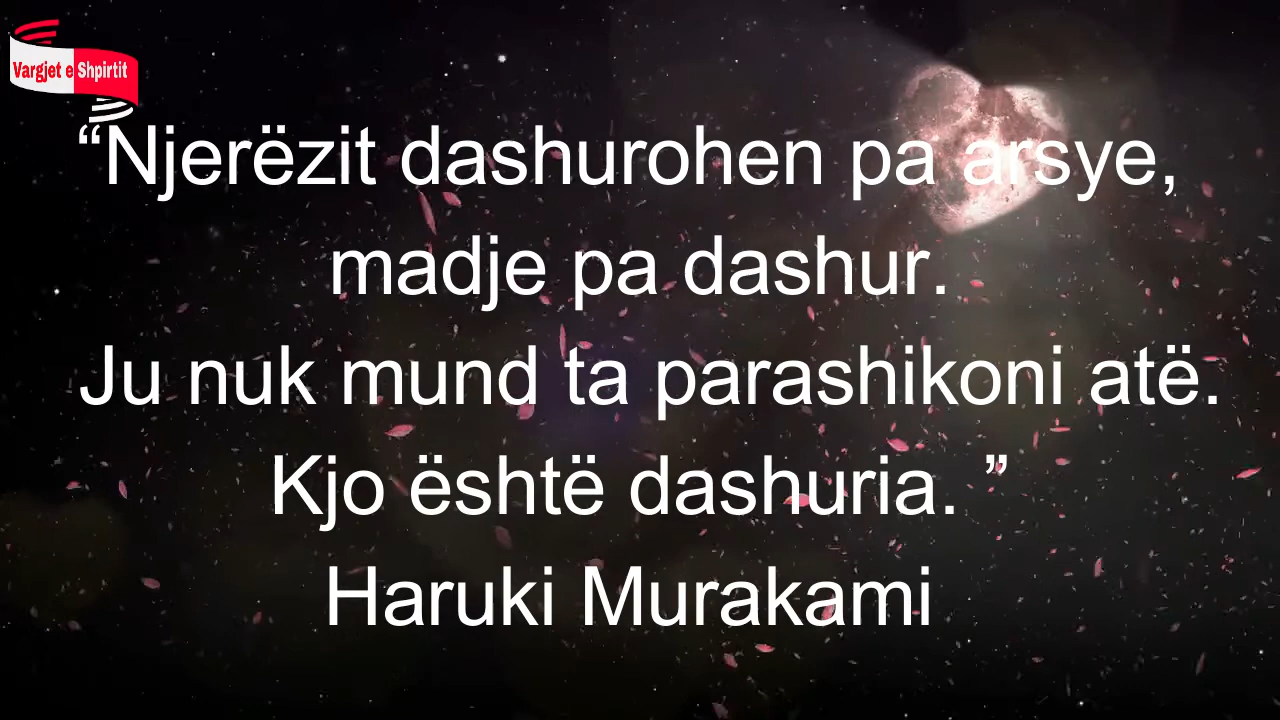 Vargjet e Shpirtit
“Njerëzit dashurohen pa arsye,
madje pa dashur.
Ju nuk mund ta parashikoni atë.
Kjo është dashuria. ”
Haruki Murakami